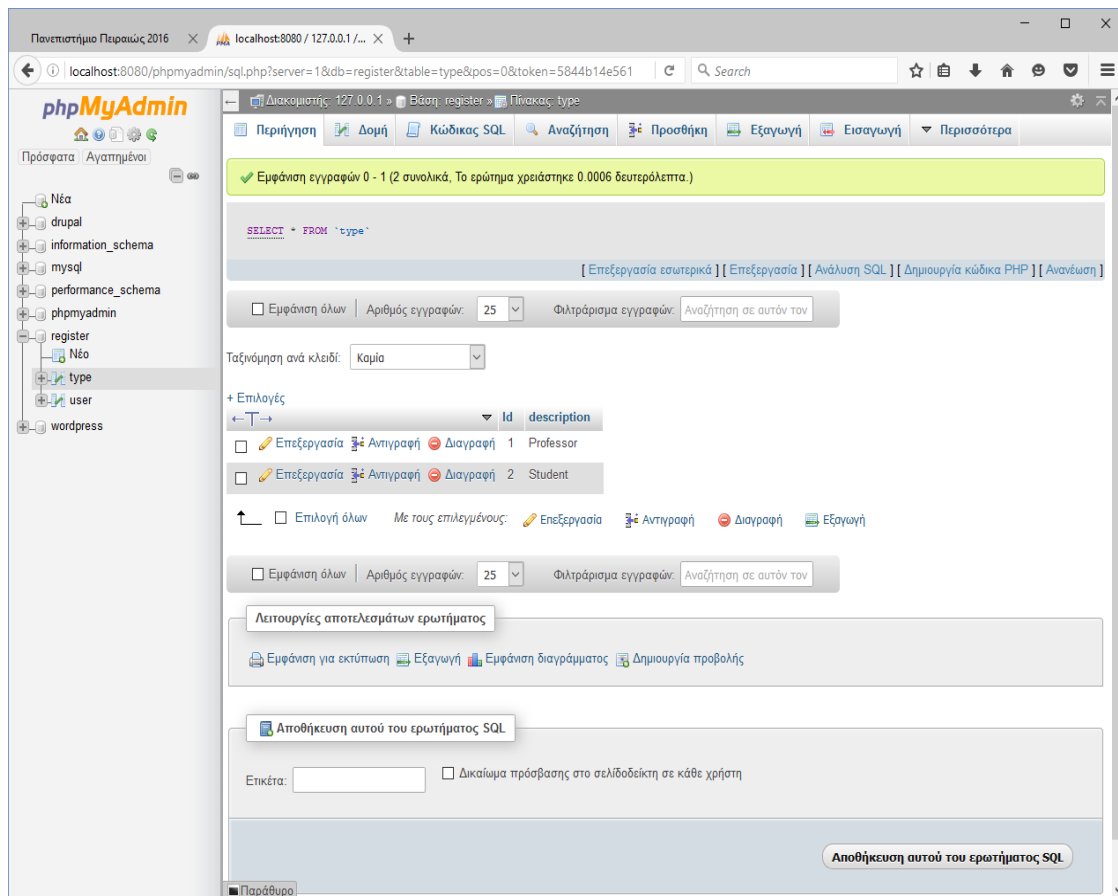 Πανεπιστήμιο Πειραιώς 2016
localhost:8080 / 127.0.0.1 /...
localhost:8080/phpmyadmin/sql.php?server=1&db=register&table=type&pos=0&token=5844b14e561
Search
phpMyAdmin
Πρόσφατα Αγαπημένοι
Νέα
drupal
information_schema
mysql
performance_schema
phpmyadmin
register
Νέο
type
user
wordpress
Διακομιστής: 127.0.0.1 » Βάση: register » Πίνακας: type
Περιήγηση Δομή Κώδικας SQL Αναζήτηση Προσθήκη Εξαγωγή Εισαγωγή Περισσότερα
Εμφάνιση εγγραφών 0 - 1 (2 συνολικά, Το ερώτημα χρειάστηκε 0.0006 δευτερόλεπτα.)
SELECT * FROM `type`
[ Επεξεργασία εσωτερικά ] [ Επεξεργασία ] [ Ανάλυση SQL ] [ Δημιουργία κώδικα PHP ] [ Ανανέωση ]
Εμφάνιση όλων Αριθμός εγγραφών: 25 Φιλτράρισμα εγγραφών: Αναζήτηση σε αυτόν τον
Ταξινόμηση ανά κλειδί: Καμία
+ Επιλογές
←T→ Id description
Επεξεργασία Αντιγραφή Διαγραφή 1 Professor
Επεξεργασία Αντιγραφή Διαγραφή 2 Student
Επιλογή όλων Με τους επιλεγμένους: Επεξεργασία Αντιγραφή Διαγραφή Εξαγωγή
Εμφάνιση όλων Αριθμός εγγραφών: 25 Φιλτράρισμα εγγραφών: Αναζήτηση σε αυτόν τον
Λειτουργίες αποτελεσμάτων ερωτήματος
Εμφάνιση για εκτύπωση Εξαγωγή Εμφάνιση διαγράμματος Δημιουργία προβολής
Αποθήκευση αυτού του ερωτήματος SQL
Ετικέτα: Δικαίωμα πρόσβασης στο σελιδοδείκτη σε κάθε χρήστη
Αποθήκευση αυτού του ερωτήματος SQL
Παράθυρο